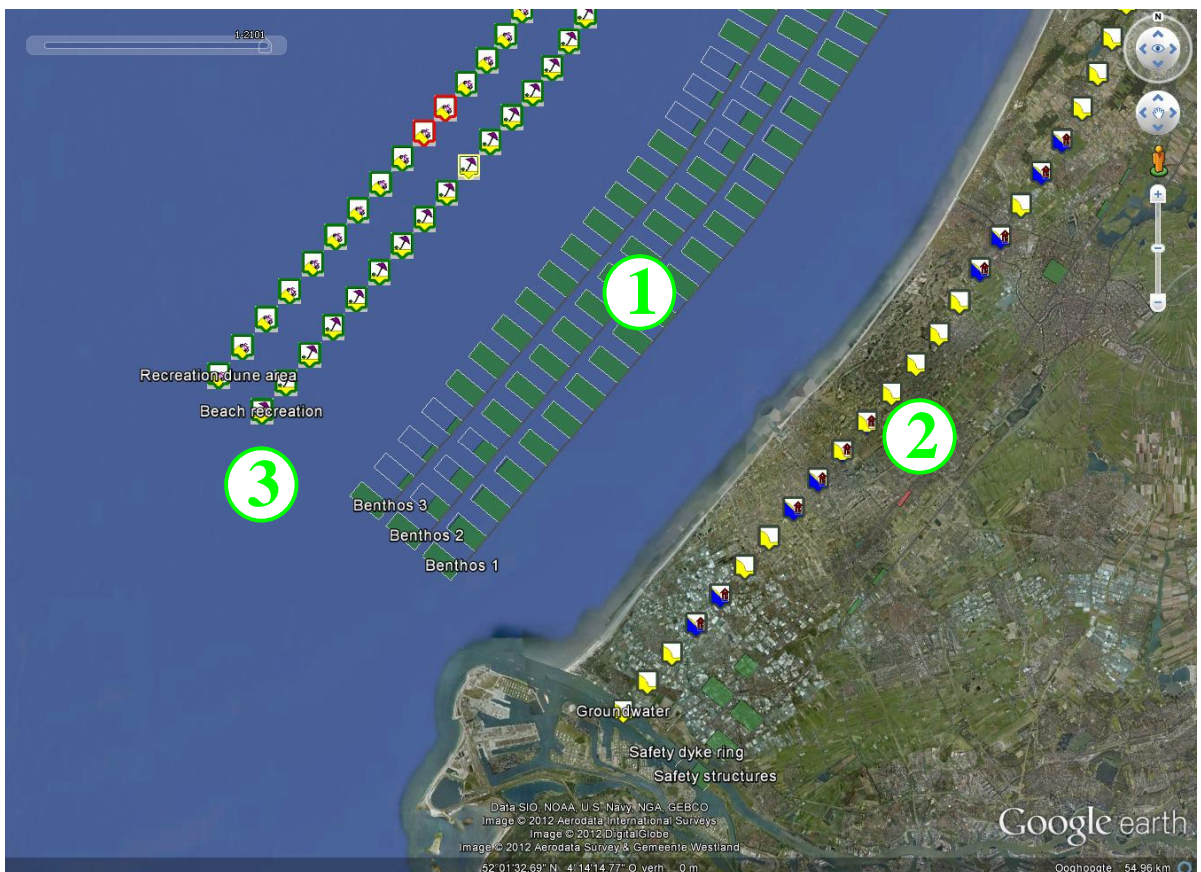 1-2101
N
Recreation dune area
Beach recreation
1
2
3
Benthos 3
Benthos 2
Benthos 1
Groundwater
Safety dyke ring
Safety structures
Data SIO, NOAA, U.S. Navy, NGA, GEBCO
Image © 2012 Aerodata International Surveys
Image © 2012 DigitalGlobe
Image © 2012 Aerodata Survey & Gemeente Westland
Google earth
52°01'32.69" N 4°14'14.77" O verh 0 m
Ooghoogte 54.96 km